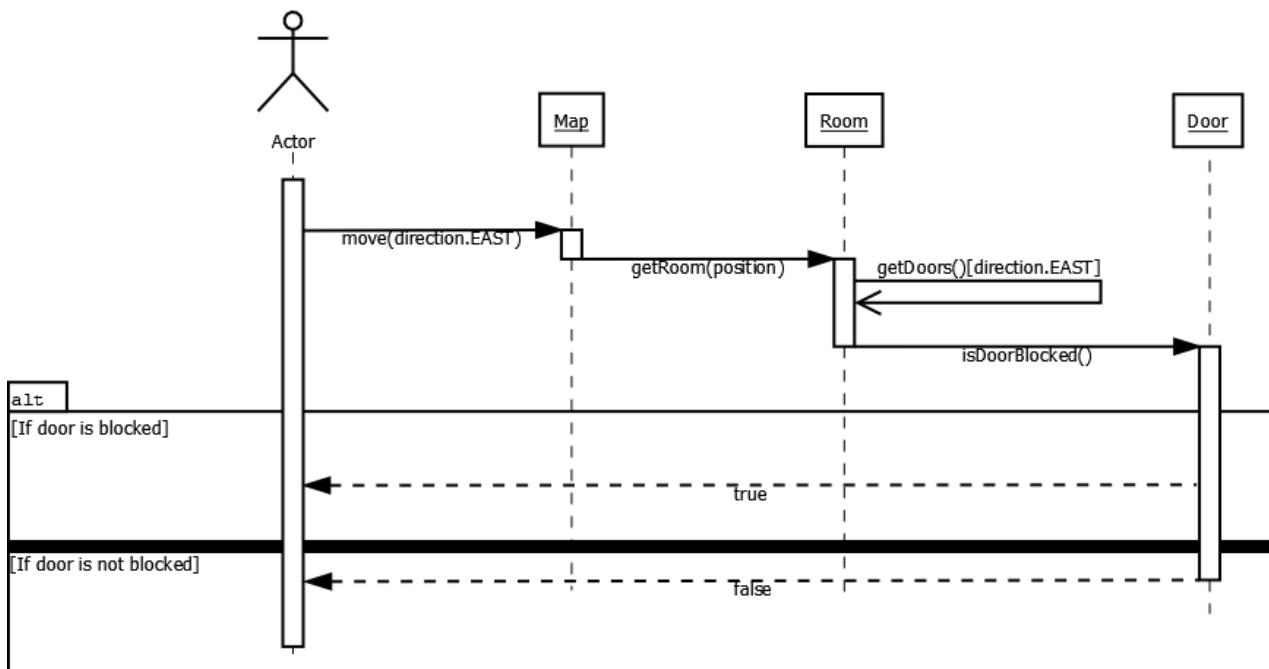 Actor
Map
Room
Door
move(direction.EAST)
getRoom(position)
getDoors()[direction.EAST]
isDoorBlocked()
alt
[If door is blocked]
true
[If door is not blocked]
false